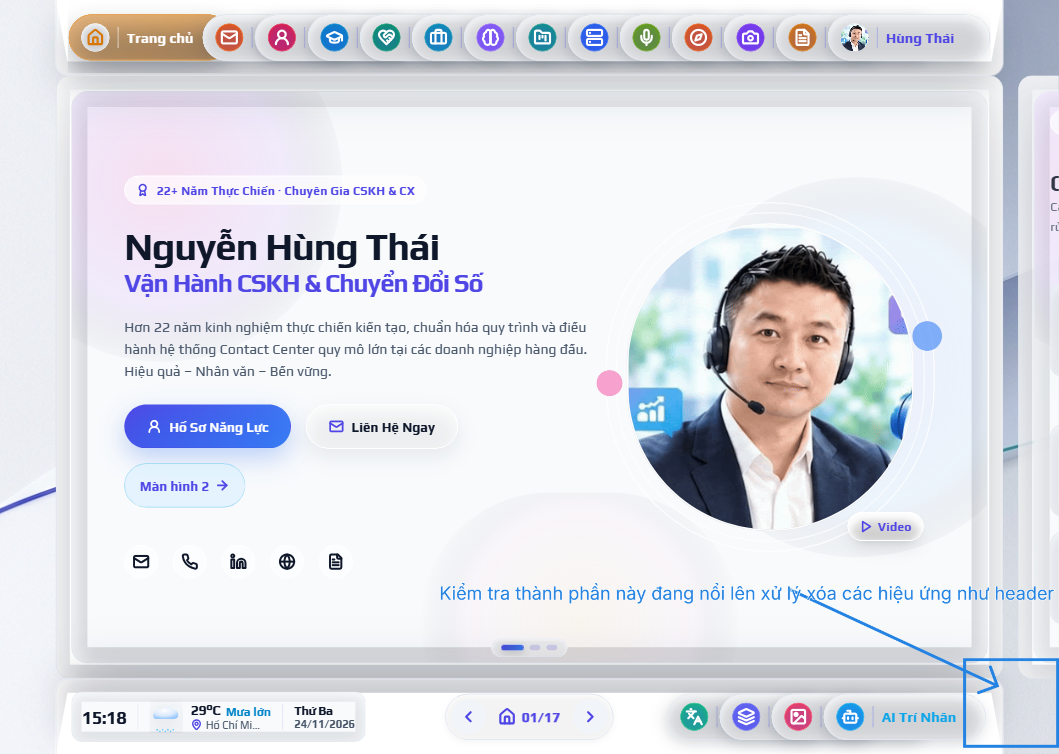 Trang chủ
Hùng Thái
22+ Năm Thực Chiến · Chuyên Gia CSKH & CX
Nguyễn Hùng Thái
Vận Hành CSKH & Chuyển Đổi Số
Hơn 22 năm kinh nghiệm thực chiến kiến tạo, chuẩn hóa quy trình và điều
hành hệ thống Contact Center quy mô lớn tại các doanh nghiệp hàng đầu.
Hiệu quả – Nhân văn – Bền vững.
Hồ Sơ Năng Lực
Liên Hệ Ngay
Màn hình 2
Video
Kiểm tra thành phần này đang nổi lên xử lý xóa các hiệu ứng như header
15:18
29°C Mưa lớn
Hồ Chí Mi...
Thứ Ba
24/11/2026
01/17
AI Trí Nhân